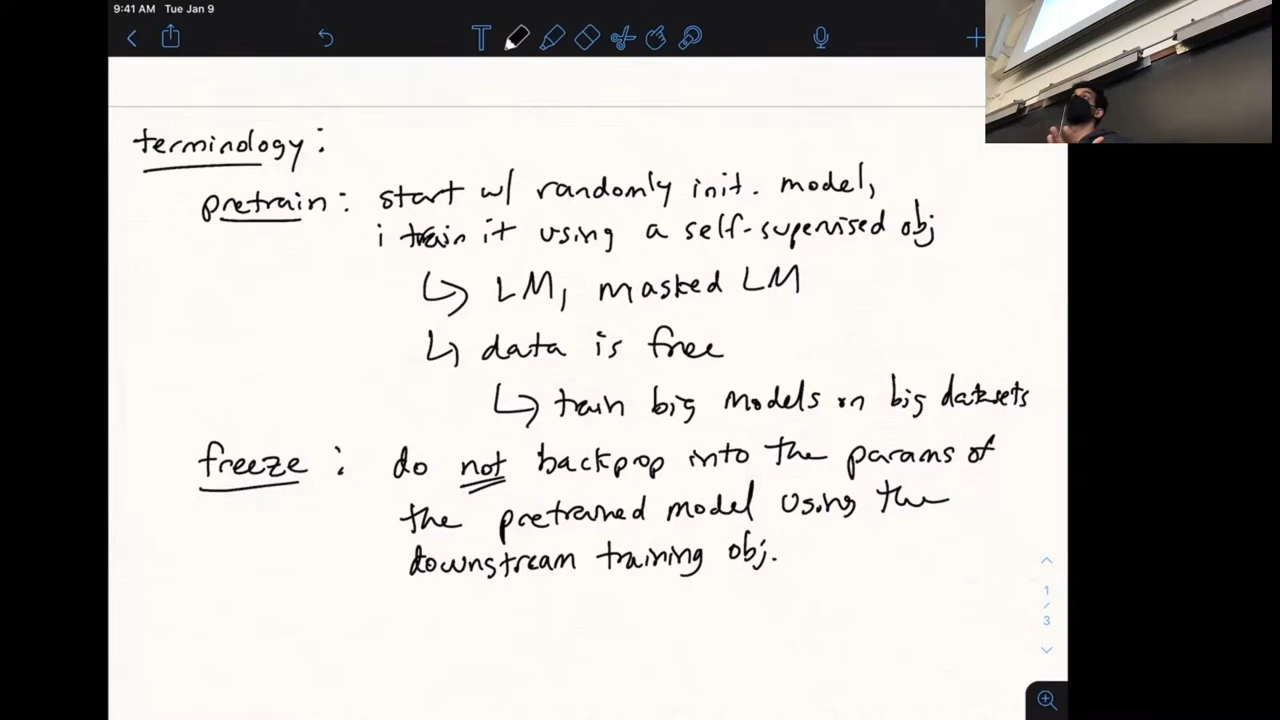 9:41 AM Tue Jan 9
terminology:
pretrain: start w/ randomly init. model,
i train it using a self-supervised obj
↳ LM, masked LM
↳ data is free
↳ train big models on big datasets
freeze: do not backprop into the params of
the pretrained model using the
downstream training obj.
1
/
3